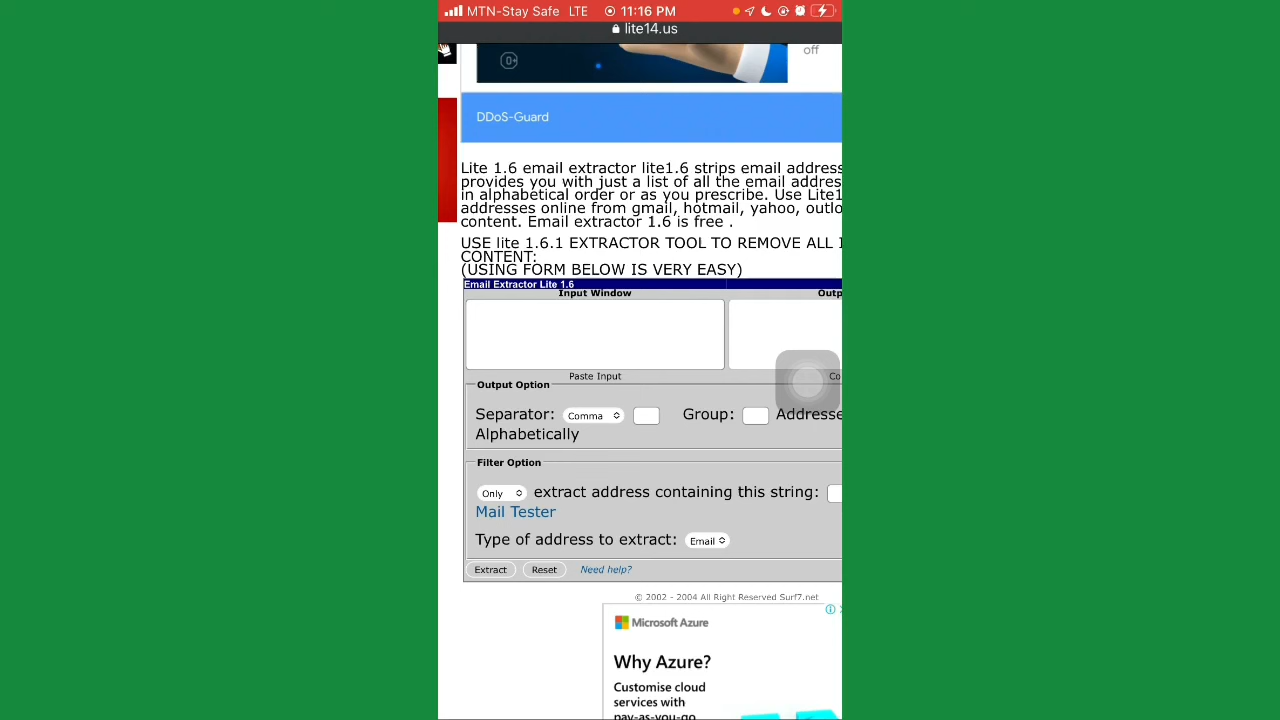 MTN-Stay Safe LTE 11:16 PM
lite14.us
off
DDoS-Guard
Lite 1.6 email extractor lite1.6 strips email address
provides you with just a list of all the email addres
in alphabetical order or as you prescribe. Use Lite1
addresses online from gmail, hotmail, yahoo, outlo
content. Email extractor 1.6 is free .
USE lite 1.6.1 EXTRACTOR TOOL TO REMOVE ALL
CONTENT:
(USING FORM BELOW IS VERY EASY)
Email Extractor Lite 1.6
Input Window Outp
Paste Input Co
Output Option
Separator: Comma Group: Addresse
Alphabetically
Filter Option
Only extract address containing this string:
Mail Tester
Type of address to extract: Email
Extract Reset Need help?
© 2002 - 2004 All Right Reserved Surf7.net
Microsoft Azure
Why Azure?
Customise cloud
services with
pay-as-you-go